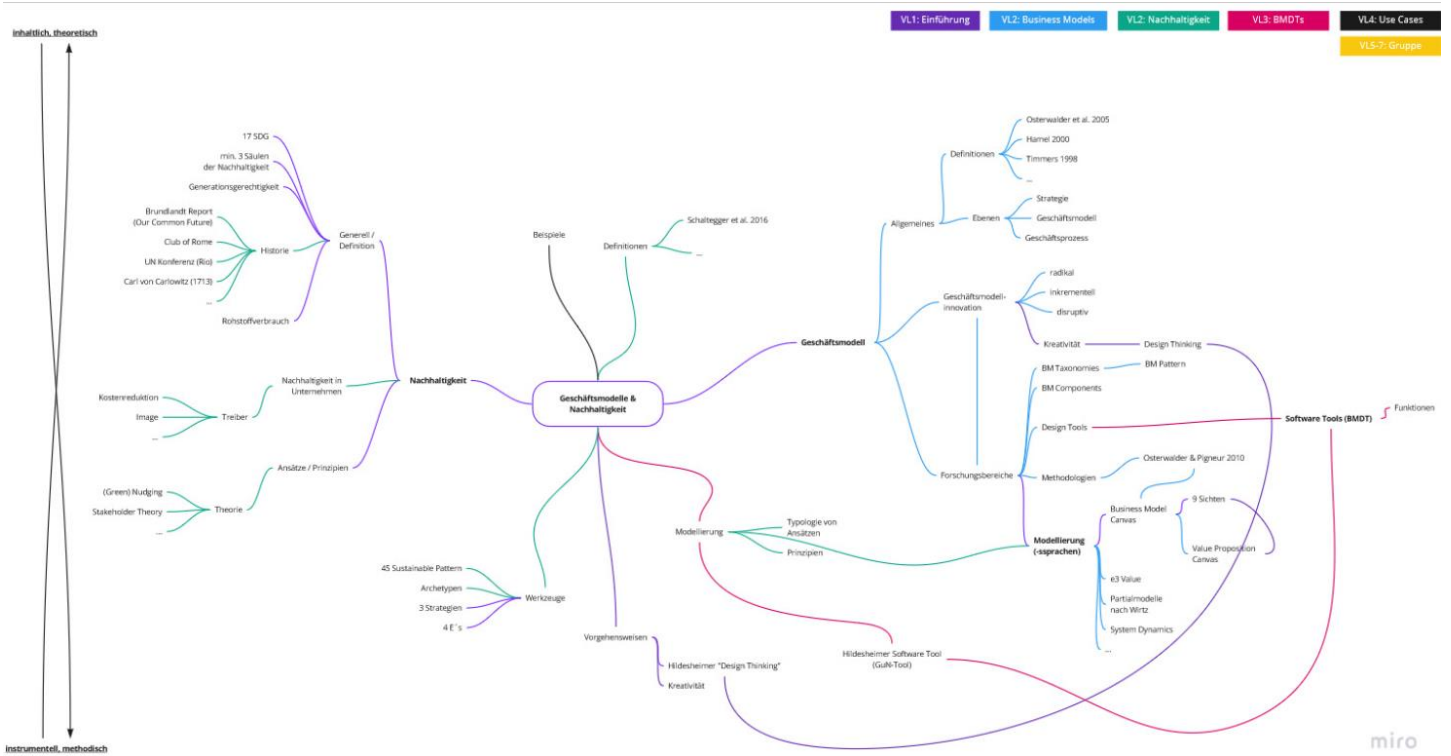 VL1: Einführung
VL2: Business Models
VL2: Nachhaltigkeit
VL3: BMDTs
VL4: Use Cases
VL5-7: Gruppe
inhaltlich, theoretisch
17 SDG
min. 3 Säulen
der Nachhaltigkeit
Generationsgerechtigkeit
Brundlandt Report
(Our Common Future)
Club of Rome
UN Konferenz (Rio)
Carl von Carlowitz (1713)
...
Historie
Generell /
Definition
Rohstoffverbrauch
Nachhaltigkeit
Nachhaltigkeit in
Unternehmen
Kostenreduktion
Image
...
Treiber
Ansätze / Prinzipien
(Green) Nudging
Stakeholder Theory
...
Theorie
Beispiele
Definitionen
Schaltegger et al. 2016
...
Geschäftsmodelle &
Nachhaltigkeit
45 Sustainable Pattern
Archetypen
3 Strategien
4 E`s
Werkzeuge
Vorgehensweisen
Hildesheimer "Design Thinking"
Kreativität
Modellierung
Typologie von
Ansätzen
Prinzipien
Hildesheimer Software Tool
(GuN-Tool)
Geschäftsmodell
Allgemeines
Definitionen
Osterwalder et al. 2005
Hamel 2000
Timmers 1998
...
Ebenen
Strategie
Geschäftsmodell
Geschäftsprozess
Geschäftsmodell-
innovation
radikal
inkrementell
disruptiv
Kreativität
Design Thinking
Forschungsbereiche
BM Taxonomies
BM Pattern
BM Components
Design Tools
Software Tools (BMDT)
Funktionen
Methodologien
Osterwalder & Pigneur 2010
Modellierung
(-ssprachen)
Business Model
Canvas
9 Sichten
Value Proposition
Canvas
e3 Value
Partialmodelle
nach Wirtz
System Dynamics
...
instrumentell, methodisch
miro